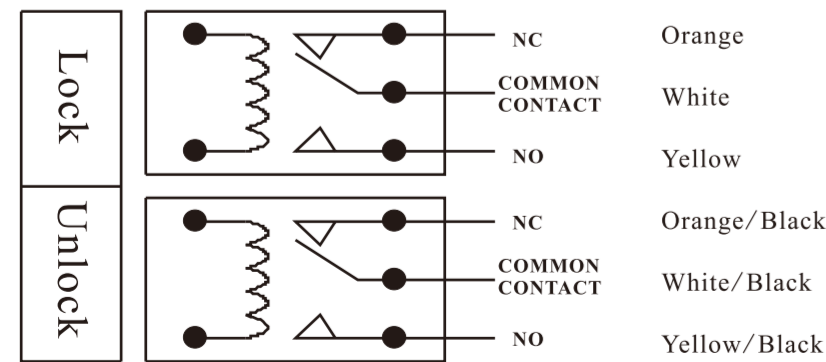 Lock
NC Orange
COMMON
CONTACT White
NO Yellow
Unlock
NC Orange/Black
COMMON
CONTACT White/Black
NO Yellow/Black